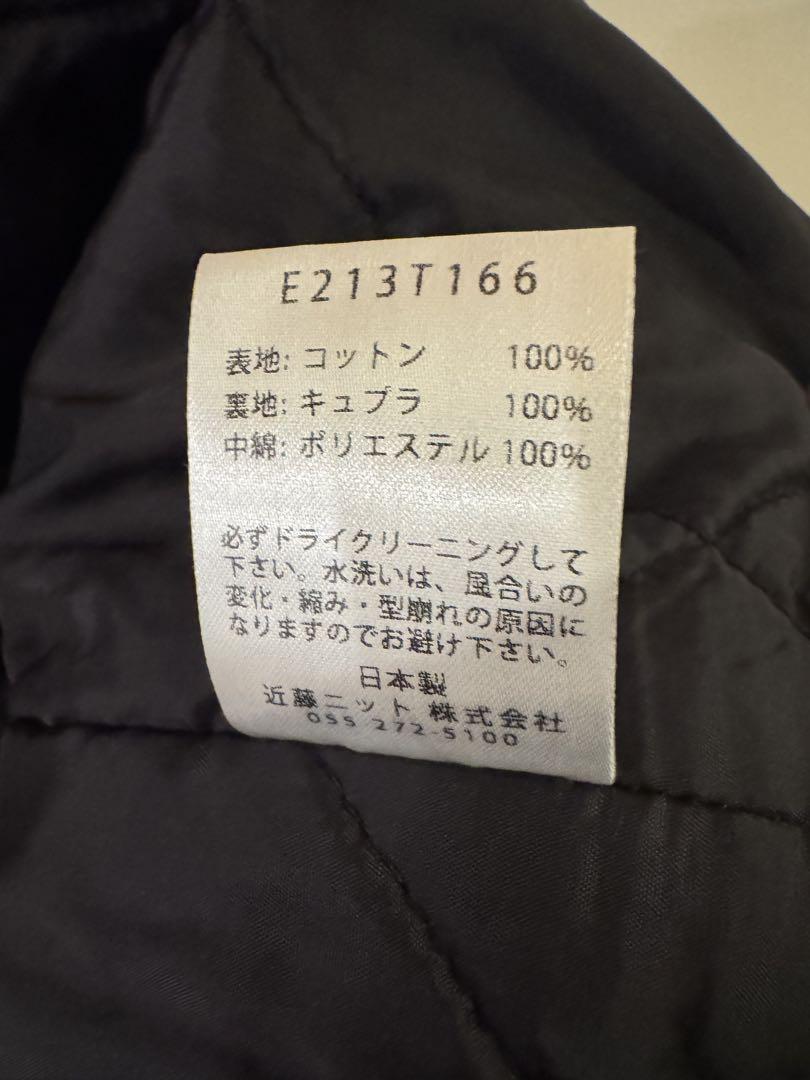 E213T166
表地: コットン 100%
裏地: キュプラ 100%
中綿: ポリエステル 100%
必ずドライクリーニングして
下さい。水洗いは、風合いの
変化・縮み・型崩れの原因に
なりますのでお避け下さい。
日本製
近藤ニット 株式会社
055-272-5100